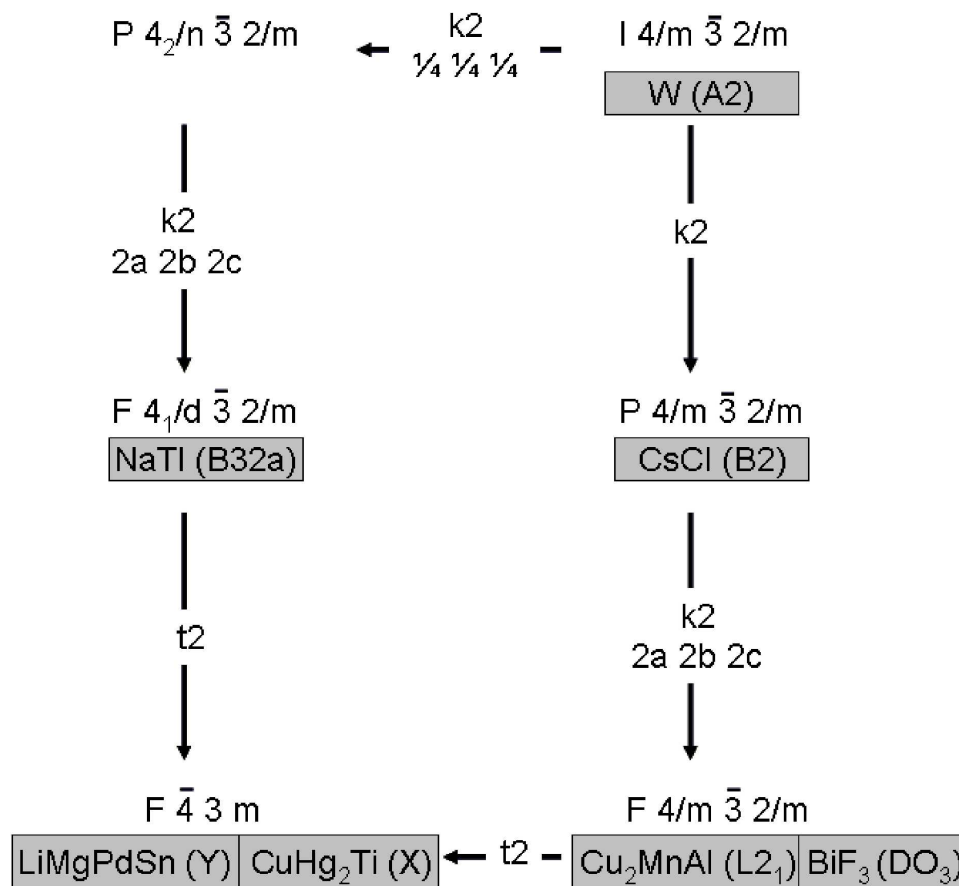 P 4₂/n 3̄ 2/m
k2
¼ ¼ ¼
I 4/m 3̄ 2/m
W (A2)
k2
2a 2b 2c
k2
F 4₁/d 3̄ 2/m
NaTl (B32a)
P 4/m 3̄ 2/m
CsCl (B2)
t2
k2
2a 2b 2c
F 4̄ 3 m
LiMgPdSn (Y) CuHg₂Ti (X)
t2
F 4/m 3̄ 2/m
Cu₂MnAl (L2₁) BiF₃ (DO₃)